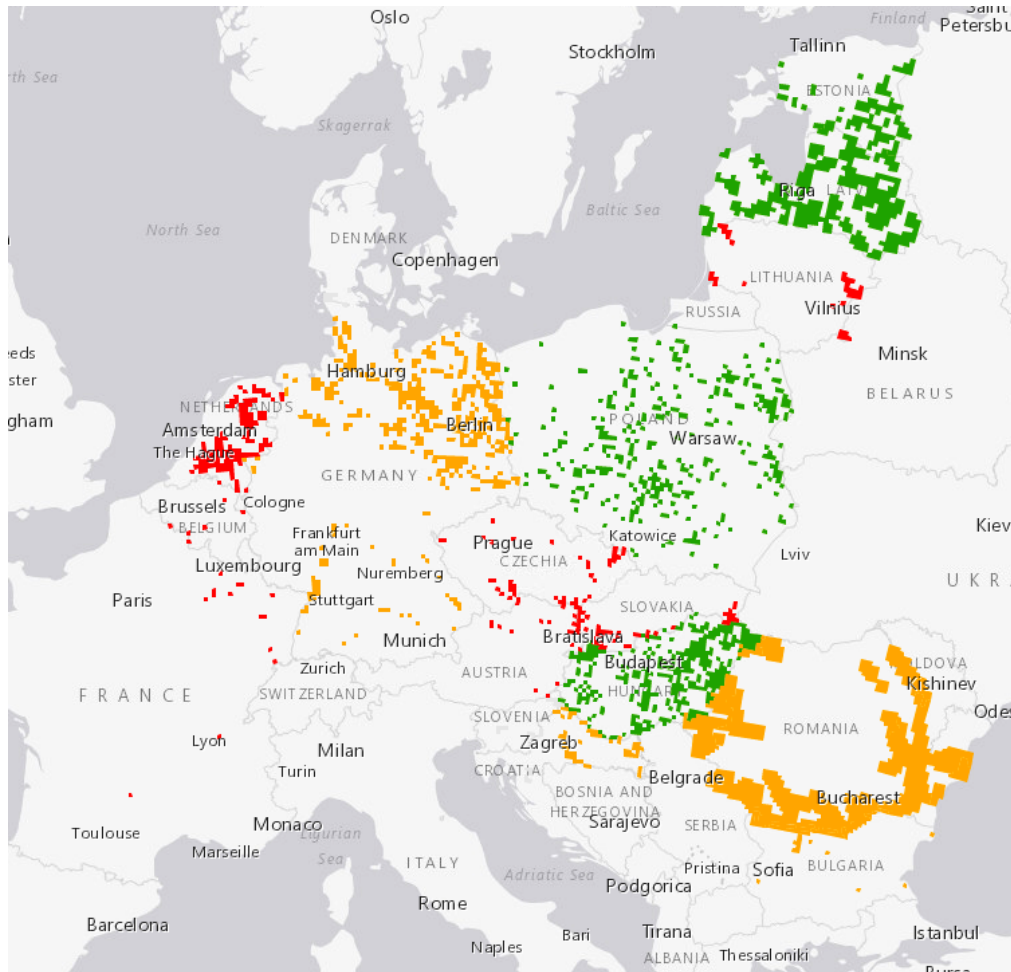 Oslo
Saint
Petersbu
Finland
Stockholm
Tallinn
rth Sea
ESTONIA
Skagerrak
Riga
Baltic Sea
North Sea
DENMARK
Copenhagen
LITHUANIA
RUSSIA
Vilnius
Minsk
eeds
ster
Hamburg
BELARUS
NETHERLANDS
gham
Amsterdam
Berlin
POLAND
Warsaw
The Hague
GERMANY
Brussels
Cologne
BELGIUM
Kiev
Frankfurt
am Main
Prague
Katowice
CZECHIA
Lviv
Luxembourg
Nuremberg
UKRA
Paris
Stuttgart
SLOVAKIA
Munich
Bratislava
Budapest
Zurich
AUSTRIA
OLDOVA
Kishinev
FRANCE
SWITZERLAND
HUNGARY
SLOVENIA
Odes
ROMANIA
Lyon
Milan
Zagreb
Turin
CROATIA
Belgrade
BOSNIA AND
HERZEGOVINA
Bucharest
Monaco
Sarajevo
SERBIA
Toulouse
Marseille
Ligurian
Sea
ITALY
Adriatic Sea
Pristina
Sofia
BULGARIA
Podgorica
Rome
Barcelona
Bari
Tirana
Istanbul
Naples
ALBANIA
Thessaloniki
Bursa